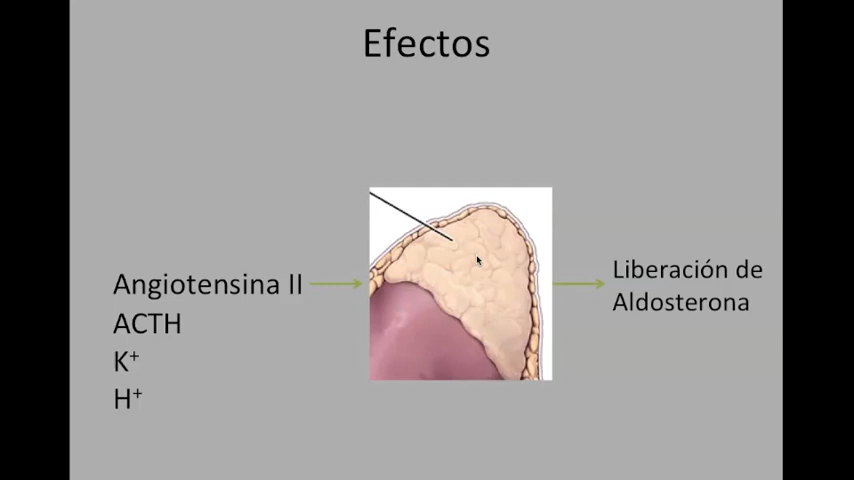 Efectos
Angiotensina II
ACTH
K⁺
H⁺
Liberación de
Aldosterona